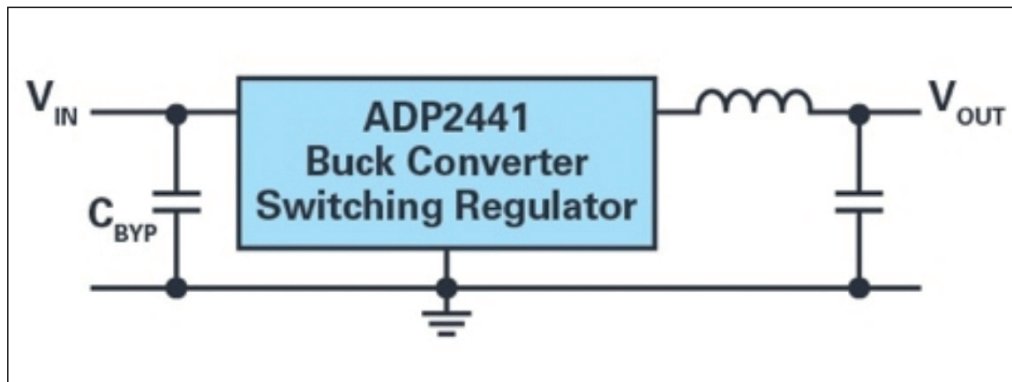 VIN
ADP2441
Buck Converter
Switching Regulator
VOUT
CBYP